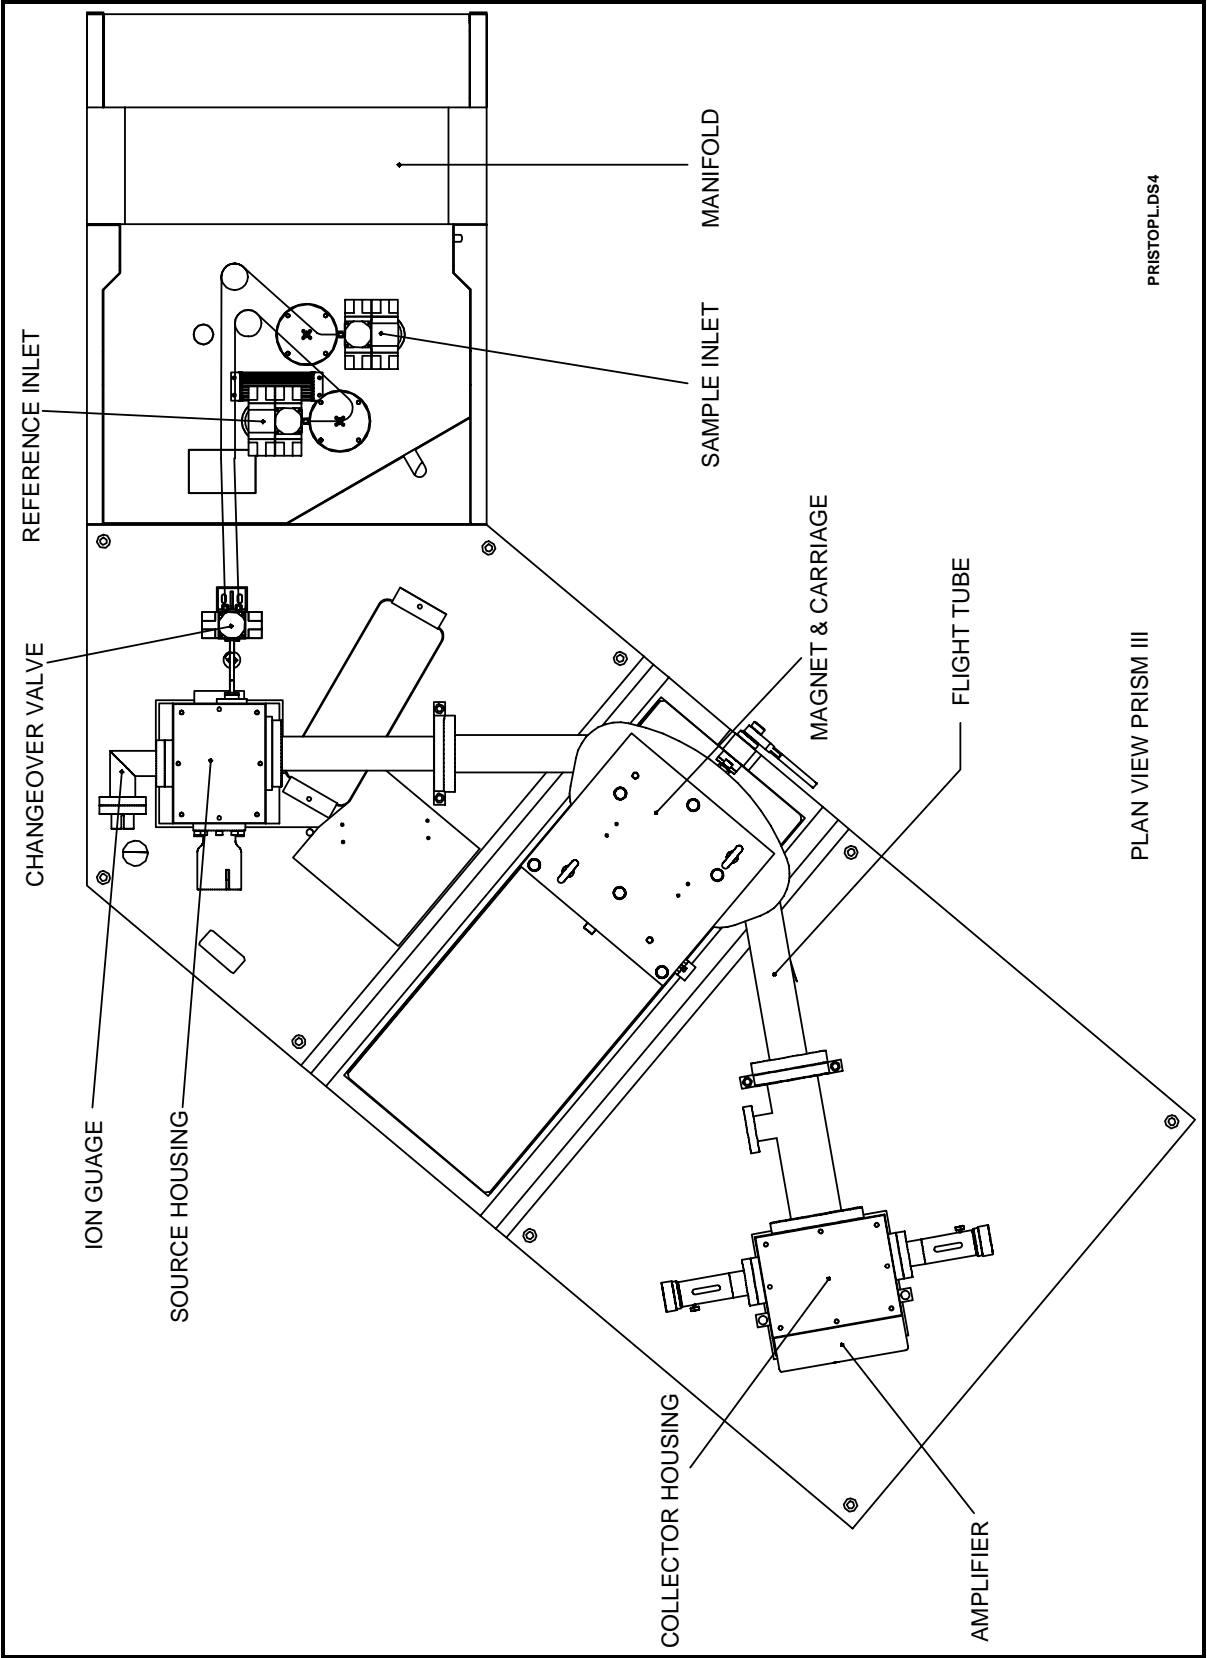 ION GUAGE
CHANGEOVER VALVE
REFERENCE INLET
SOURCE HOUSING
COLLECTOR HOUSING
SAMPLE INLET
MANIFOLD
MAGNET & CARRIAGE
AMPLIFIER
FLIGHT TUBE
PLAN VIEW PRISM III
PRISTOPL.DS4